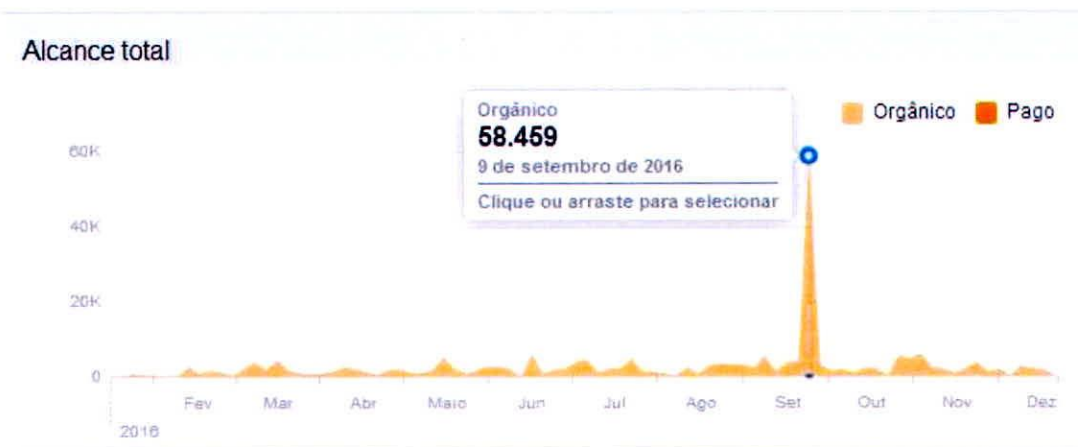 Alcance total
Orgânico
58.459
9 de setembro de 2016
Clique ou arraste para selecionar
Orgânico Pago
60K
40K
20K
0
Fev Mar Abr Maio Jun Jul Ago Set Out Nov Dez
2016